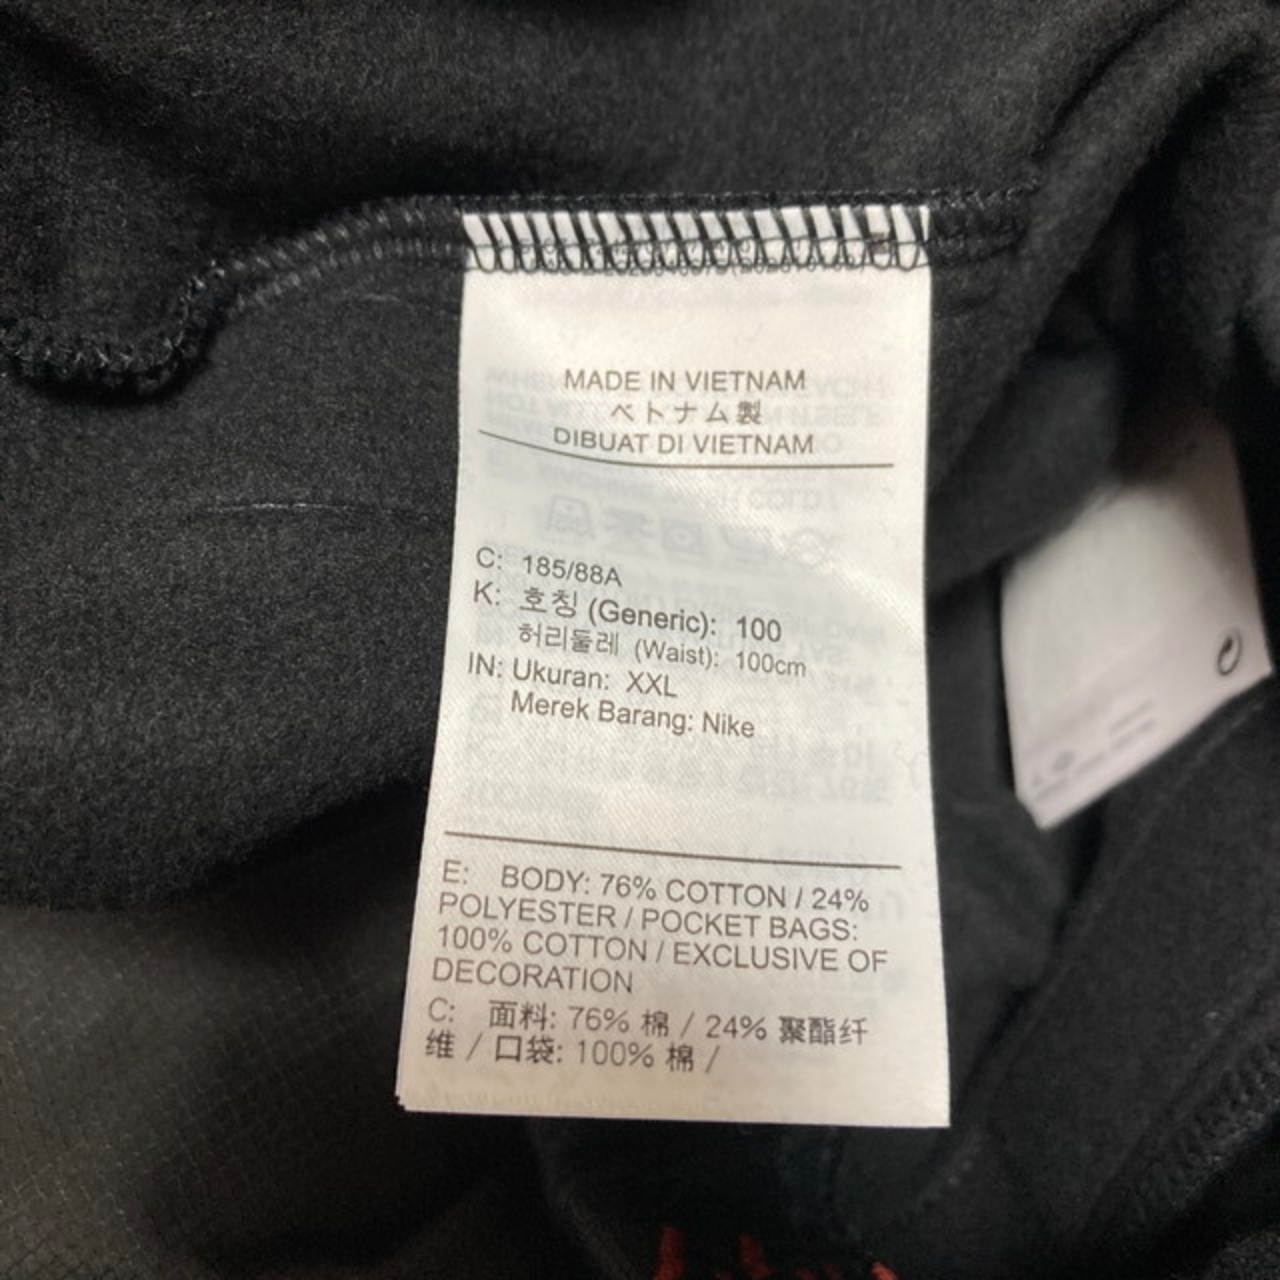 MADE IN VIETNAM
ベトナム製
DIBUAT DI VIETNAM
C: 185/88A
K: 호칭 (Generic): 100
허리둘레 (Waist): 100cm
IN: Ukuran: XXL
Merek Barang: Nike
E: BODY: 76% COTTON / 24%
POLYESTER / POCKET BAGS:
100% COTTON / EXCLUSIVE OF
DECORATION
C: 面料: 76% 棉 / 24% 聚酯纤
维 / 口袋: 100% 棉 /